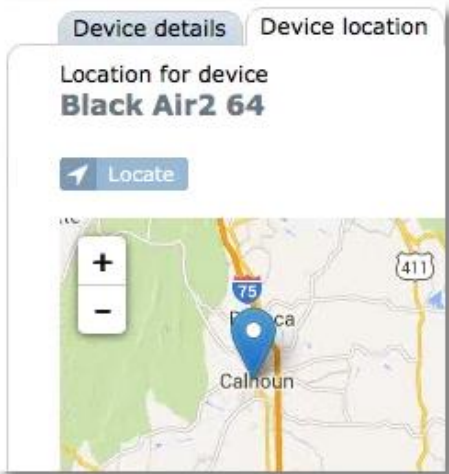 Device details
Device location
Location for device
Black Air2 64
Locate
+
−
75
411
Calhoun